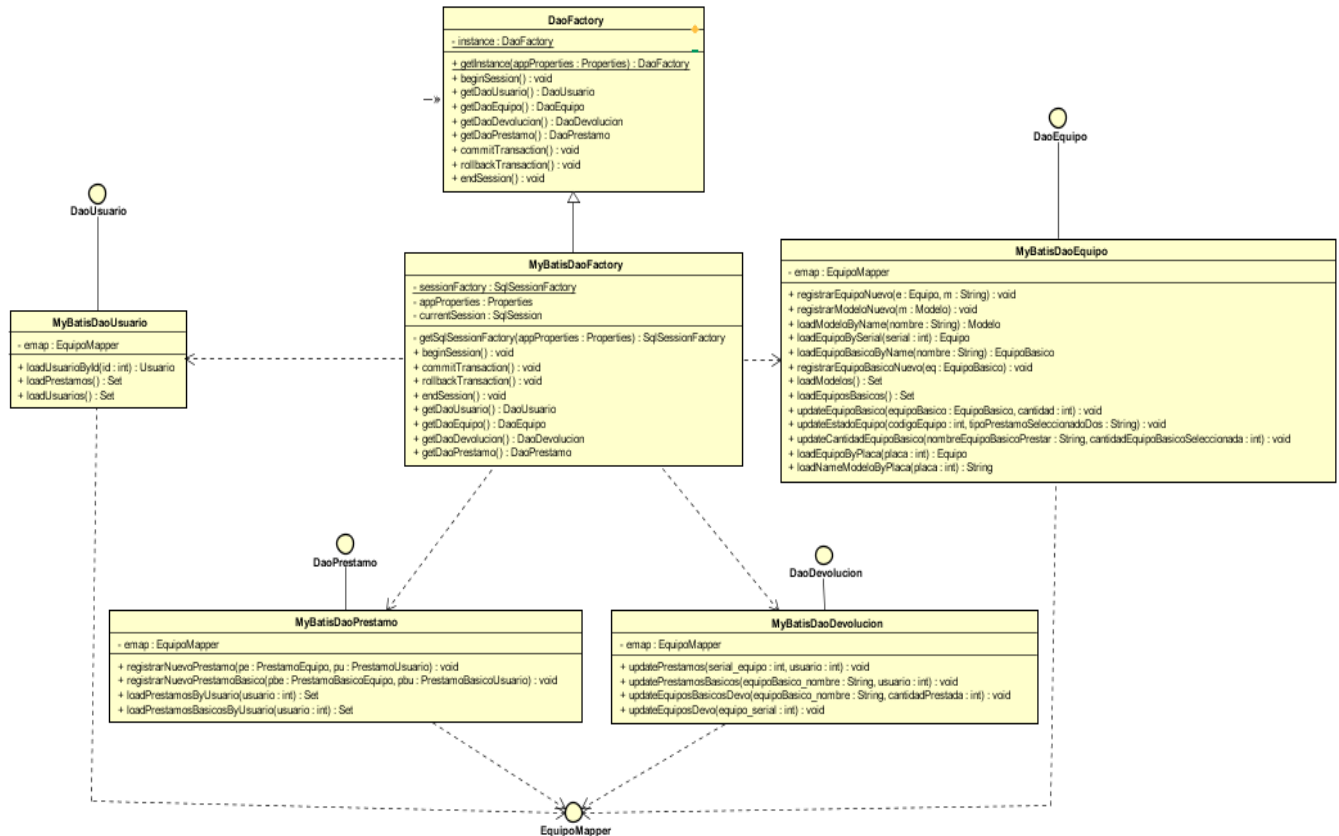 DaoFactory
- instance : DaoFactory
+ getInstance(appProperties : Properties) : DaoFactory
+ beginSession() : void
+ getDaoUsuario() : DaoUsuario
+ getDaoEquipo() : DaoEquipo
+ getDaoDevolucion() : DaoDevolucion
+ getDaoPrestamo() : DaoPrestamo
+ commitTransaction() : void
+ rollbackTransaction() : void
+ endSession() : void
DaoEquipo
DaoUsuario
MyBatisDaoUsuario
- emap : EquipoMapper
+ loadUsuarioById(id : int) : Usuario
+ loadPrestamos() : Set
+ loadUsuarios() : Set
MyBatisDaoFactory
- sessionFactory : SqlSessionFactory
- appProperties : Properties
- currentSession : SqlSession
- getSqlSessionFactory(appProperties : Properties) : SqlSessionFactory
+ beginSession() : void
+ commitTransaction() : void
+ rollbackTransaction() : void
+ endSession() : void
+ getDaoUsuario() : DaoUsuario
+ getDaoEquipo() : DaoEquipo
+ getDaoDevolucion() : DaoDevolucion
+ getDaoPrestamo() : DaoPrestamo
MyBatisDaoEquipo
- emap : EquipoMapper
+ registrarEquipoNuevo(e : Equipo, m : String) : void
+ registrarModeloNuevo(m : Modelo) : void
+ loadModeloByName(nombre : String) : Modelo
+ loadEquipoBySerial(serial : int) : Equipo
+ loadEquipoBasicoByName(nombre : String) : EquipoBasico
+ registrarEquipoBasicoNuevo(eq : EquipoBasico) : void
+ loadModelos() : Set
+ loadEquiposBasicos() : Set
+ updateEquipoBasico(equipoBasico : EquipoBasico, cantidad : int) : void
+ updateEstadoEquipo(codigoEquipo : int, tipoPrestamoSeleccionadoDos : String) : void
+ updateCantidadEquipoBasico(nombreEquipoBasicoPrestar : String, cantidadEquipoBasicoSeleccionada : int) : void
+ loadEquipoByPlaca(placa : int) : Equipo
+ loadNameModeloByPlaca(placa : int) : String
DaoPrestamo
DaoDevolucion
MyBatisDaoPrestamo
- emap : EquipoMapper
+ registrarNuevoPrestamo(pe : PrestamoEquipo, pu : PrestamoUsuario) : void
+ registrarNuevoPrestamoBasico(pbe : PrestamoBasicoEquipo, pbu : PrestamoBasicoUsuario) : void
+ loadPrestamosByUsuario(usuario : int) : Set
+ loadPrestamosBasicosByUsuario(usuario : int) : Set
MyBatisDaoDevolucion
- emap : EquipoMapper
+ updatePrestamos(serial_equipo : int, usuario : int) : void
+ updatePrestamosBasicos(equipoBasico_nombre : String, usuario : int) : void
+ updateEquiposBasicosDevo(equipoBasico_nombre : String, cantidadPrestada : int) : void
+ updateEquiposDevo(equipo_serial : int) : void
EquipoMapper